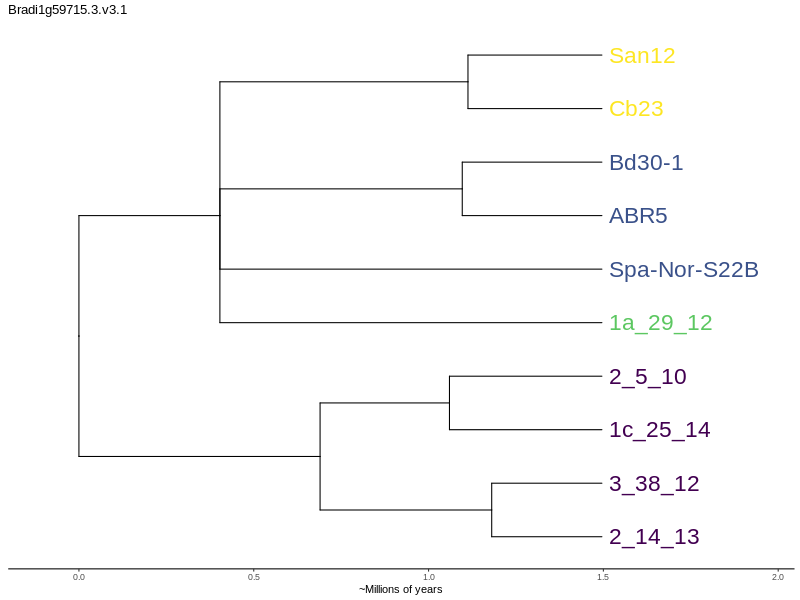 Bradi1g59715.3.v3.1
San12
Cb23
Bd30-1
ABR5
Spa-Nor-S22B
1a_29_12
2_5_10
1c_25_14
3_38_12
2_14_13
0.0 0.5 1.0 1.5 2.0
~Millions of years